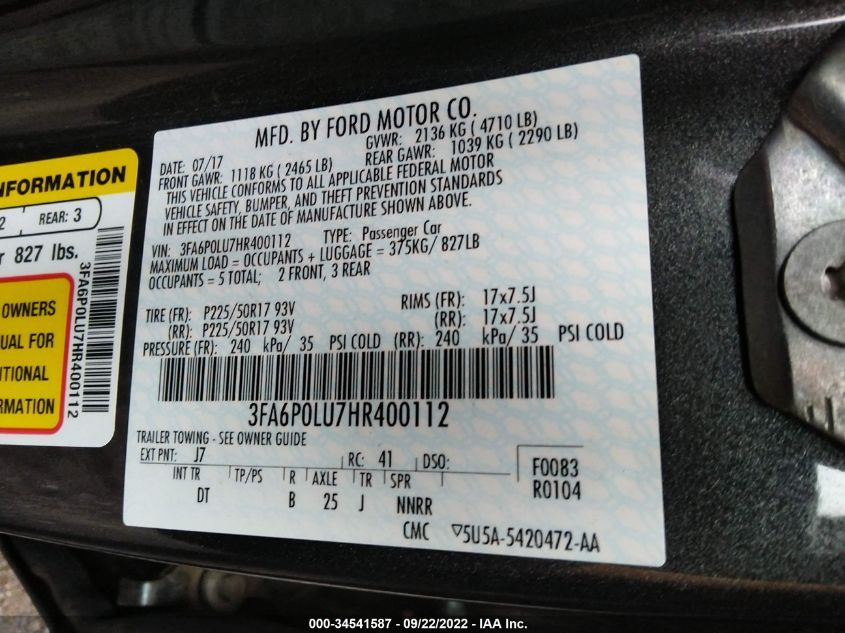 NFORMATION
2 REAR: 3
r 827 lbs.
OWNERS
UAL FOR
ITIONAL
RMATION
3FA6P0LU7HR400112
MFD. BY FORD MOTOR CO.
DATE: 07/17 GVWR: 2136 KG ( 4710 LB)
FRONT GAWR: 1118 KG ( 2465 LB) REAR GAWR: 1039 KG ( 2290 LB)
THIS VEHICLE CONFORMS TO ALL APPLICABLE FEDERAL MOTOR
VEHICLE SAFETY, BUMPER, AND THEFT PREVENTION STANDARDS
IN EFFECT ON THE DATE OF MANUFACTURE SHOWN ABOVE.
VIN: 3FA6P0LU7HR400112 TYPE: Passenger Car
MAXIMUM LOAD = OCCUPANTS + LUGGAGE = 375KG/ 827LB
OCCUPANTS = 5 TOTAL; 2 FRONT, 3 REAR
TIRE (FR): P225/50R17 93V RIMS (FR): 17x7.5J
(RR): P225/50R17 93V (RR): 17x7.5J
PRESSURE (FR): 240 kPa/ 35 PSI COLD (RR): 240 kPa/ 35 PSI COLD
3FA6P0LU7HR400112
TRAILER TOWING - SEE OWNER GUIDE
EXT PNT: J7 RC: 41 DSO: F0083
INT TR TP/PS R AXLE TR SPR R0104
DT B 25 J NNRR
CMC ▽5U5A-5420472-AA
000-34541587 - 09/22/2022 - IAA Inc.